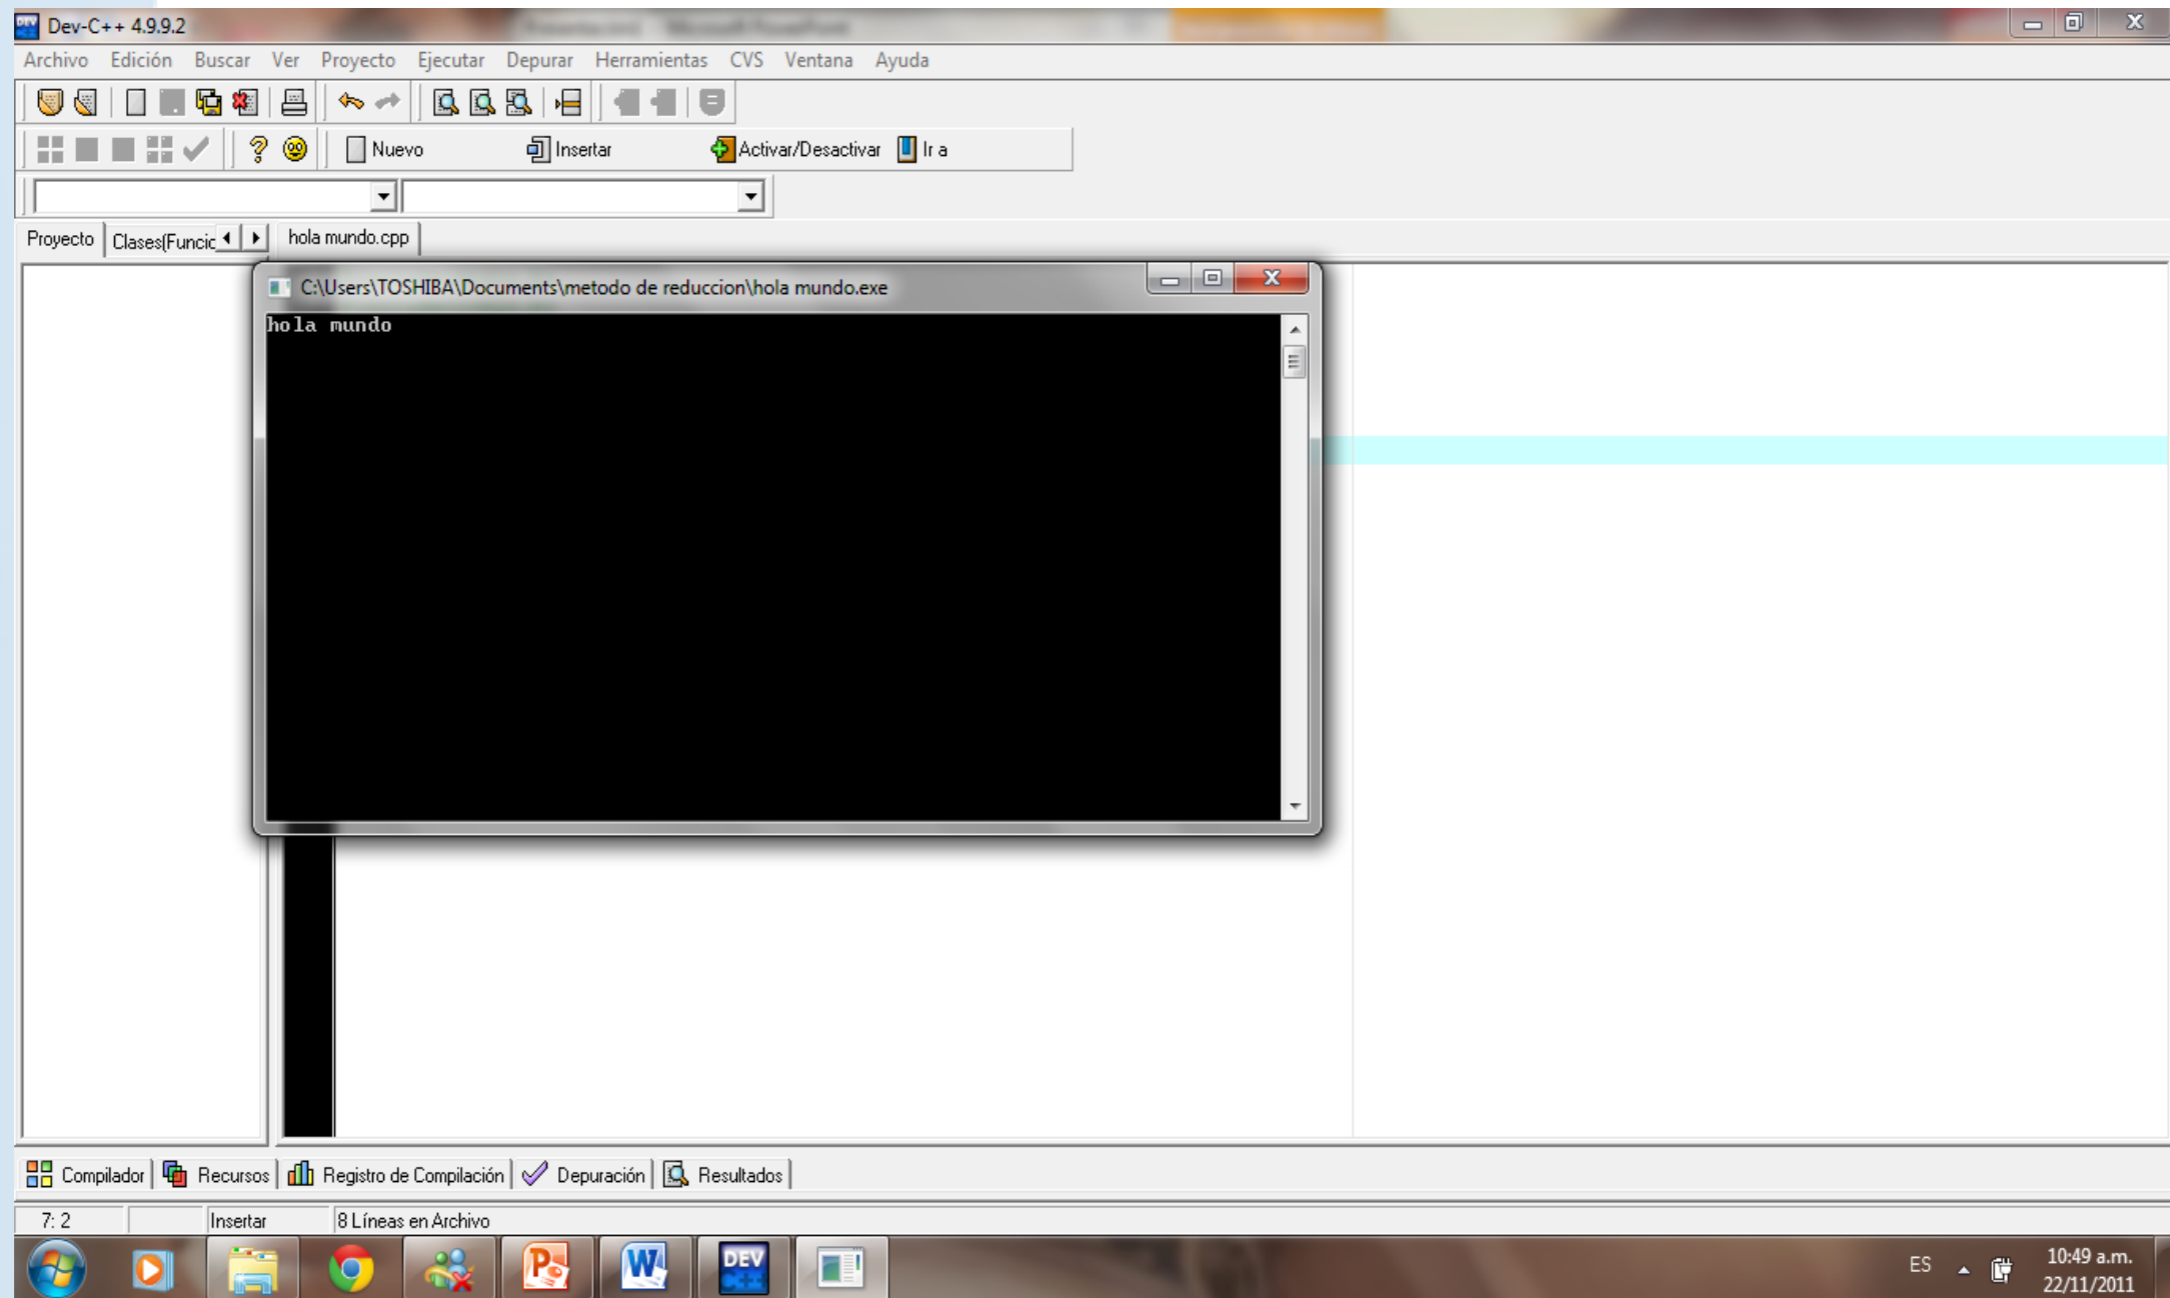 Dev-C++ 4.9.9.2
Archivo Edición Buscar Ver Proyecto Ejecutar Depurar Herramientas CVS Ventana Ayuda
Nuevo Insertar Activar/Desactivar Ir a
Proyecto Clases(Funcic hola mundo.cpp
C:\Users\TOSHIBA\Documents\metodo de reduccion\hola mundo.exe
hola mundo
Compilador Recursos Registro de Compilación Depuración Resultados
7: 2 Insertar 8 Líneas en Archivo
DEV C++
ES 10:49 a.m.
22/11/2011